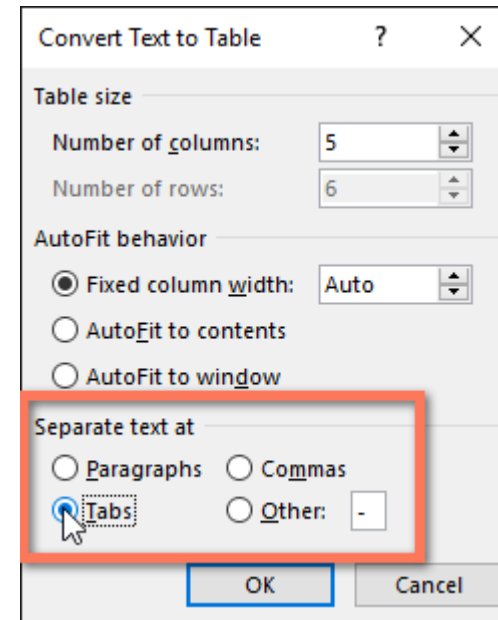 Convert Text to Table ?
Table size
Number of columns: 5
Number of rows: 6
AutoFit behavior
Fixed column width: Auto
AutoFit to contents
AutoFit to window
Separate text at
Paragraphs Commas
Tabs Other: -
OK Cancel